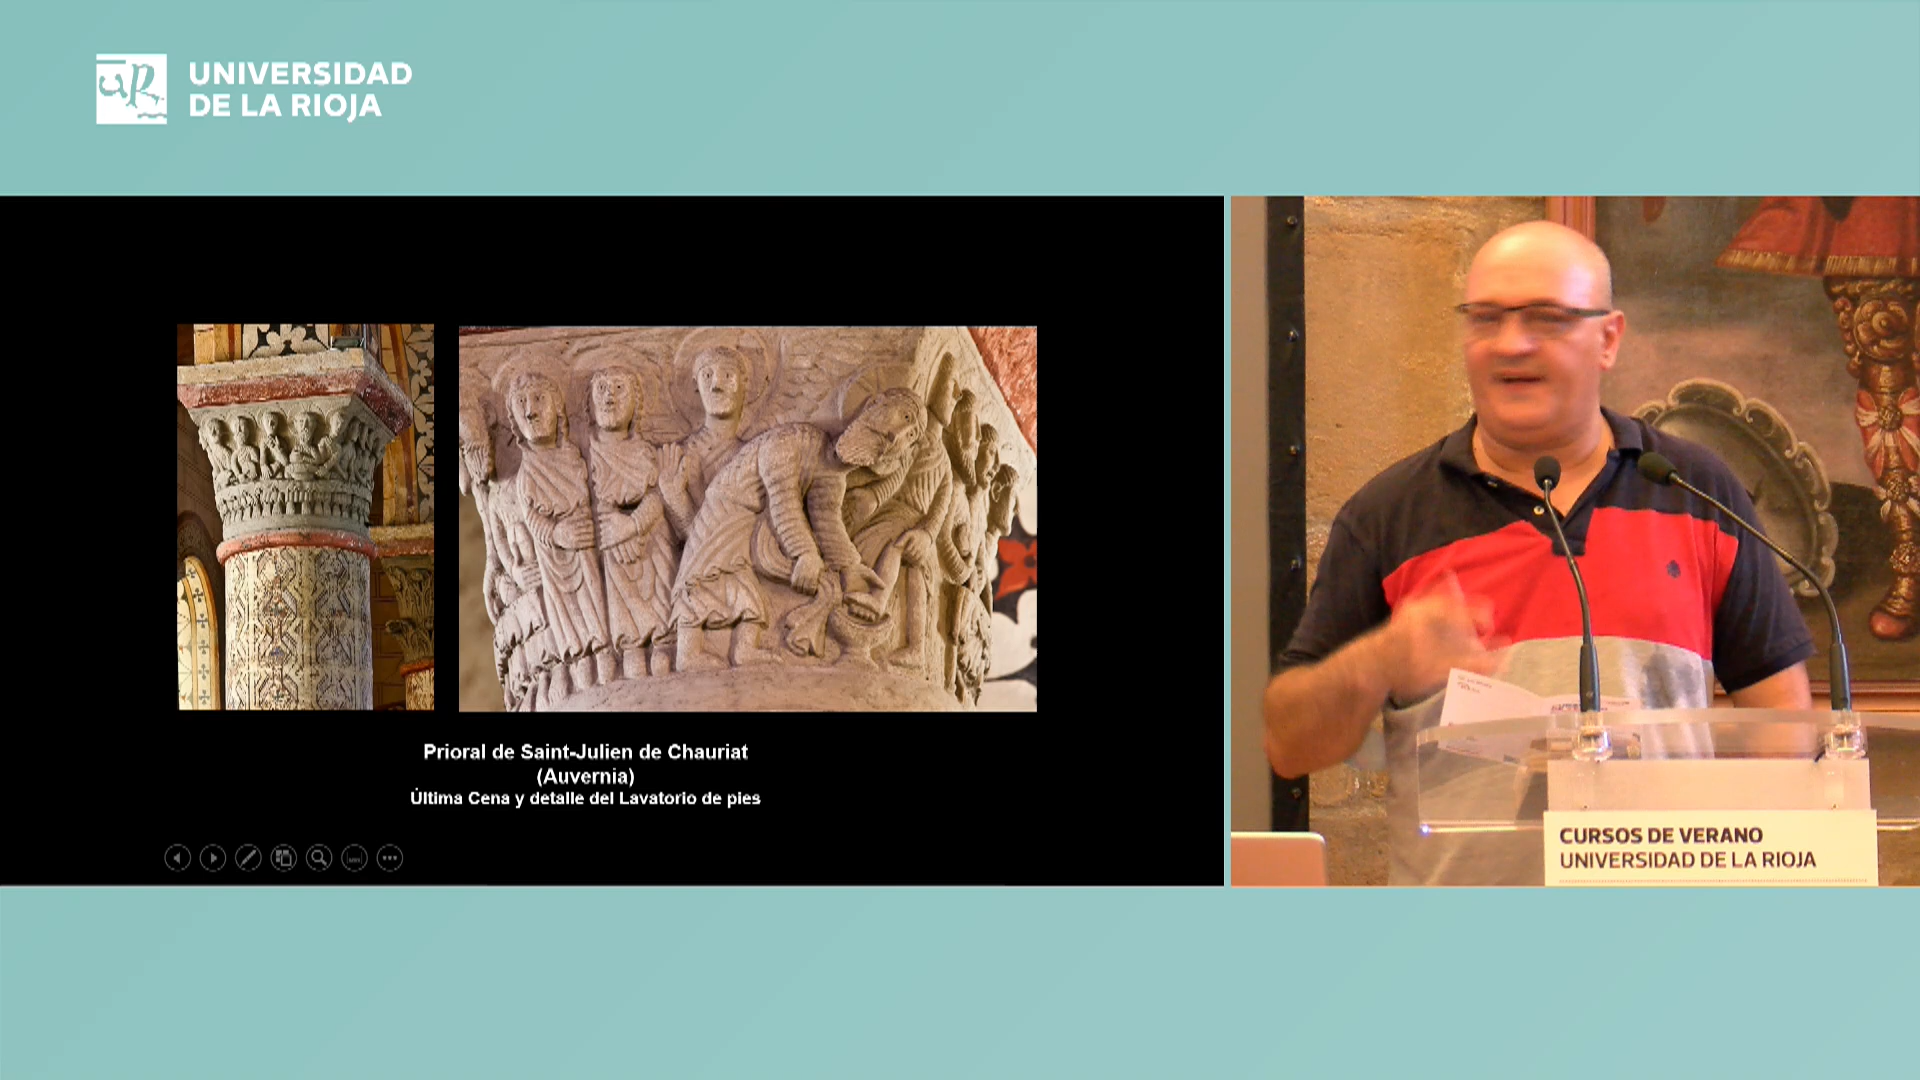 UNIVERSIDAD
DE LA RIOJA
Prioral de Saint-Julien de Chauriat
(Auvernia)
Última Cena y detalle del Lavatorio de pies
CURSOS DE VERANO
UNIVERSIDAD DE LA RIOJA